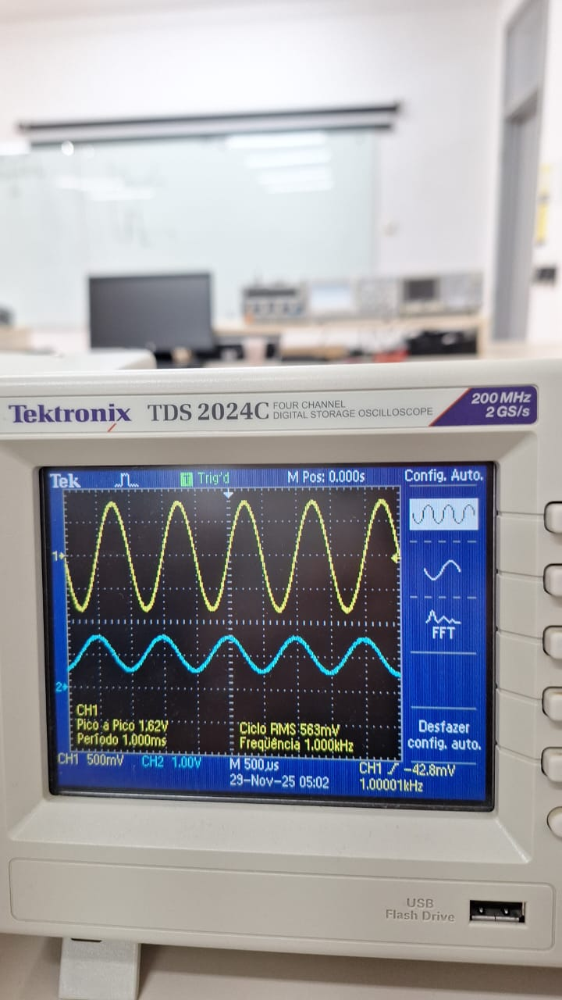 Tektronix TDS 2024C FOUR CHANNEL
DIGITAL STORAGE OSCILLOSCOPE
200 MHz
2 GS/s
Tek
T Trig'd
M Pos: 0.000s
Config. Auto.
1
2
FFT
CH1
Pico a Pico 1.62V
Período 1.000ms
Ciclo RMS 563mV
Freqüência 1.000kHz
Desfazer
config. auto.
CH1 500mV
CH2 1.00V
M 500µs
CH1 -42.8mV
29-Nov-25 05:02
1.00001kHz
USB
Flash Drive